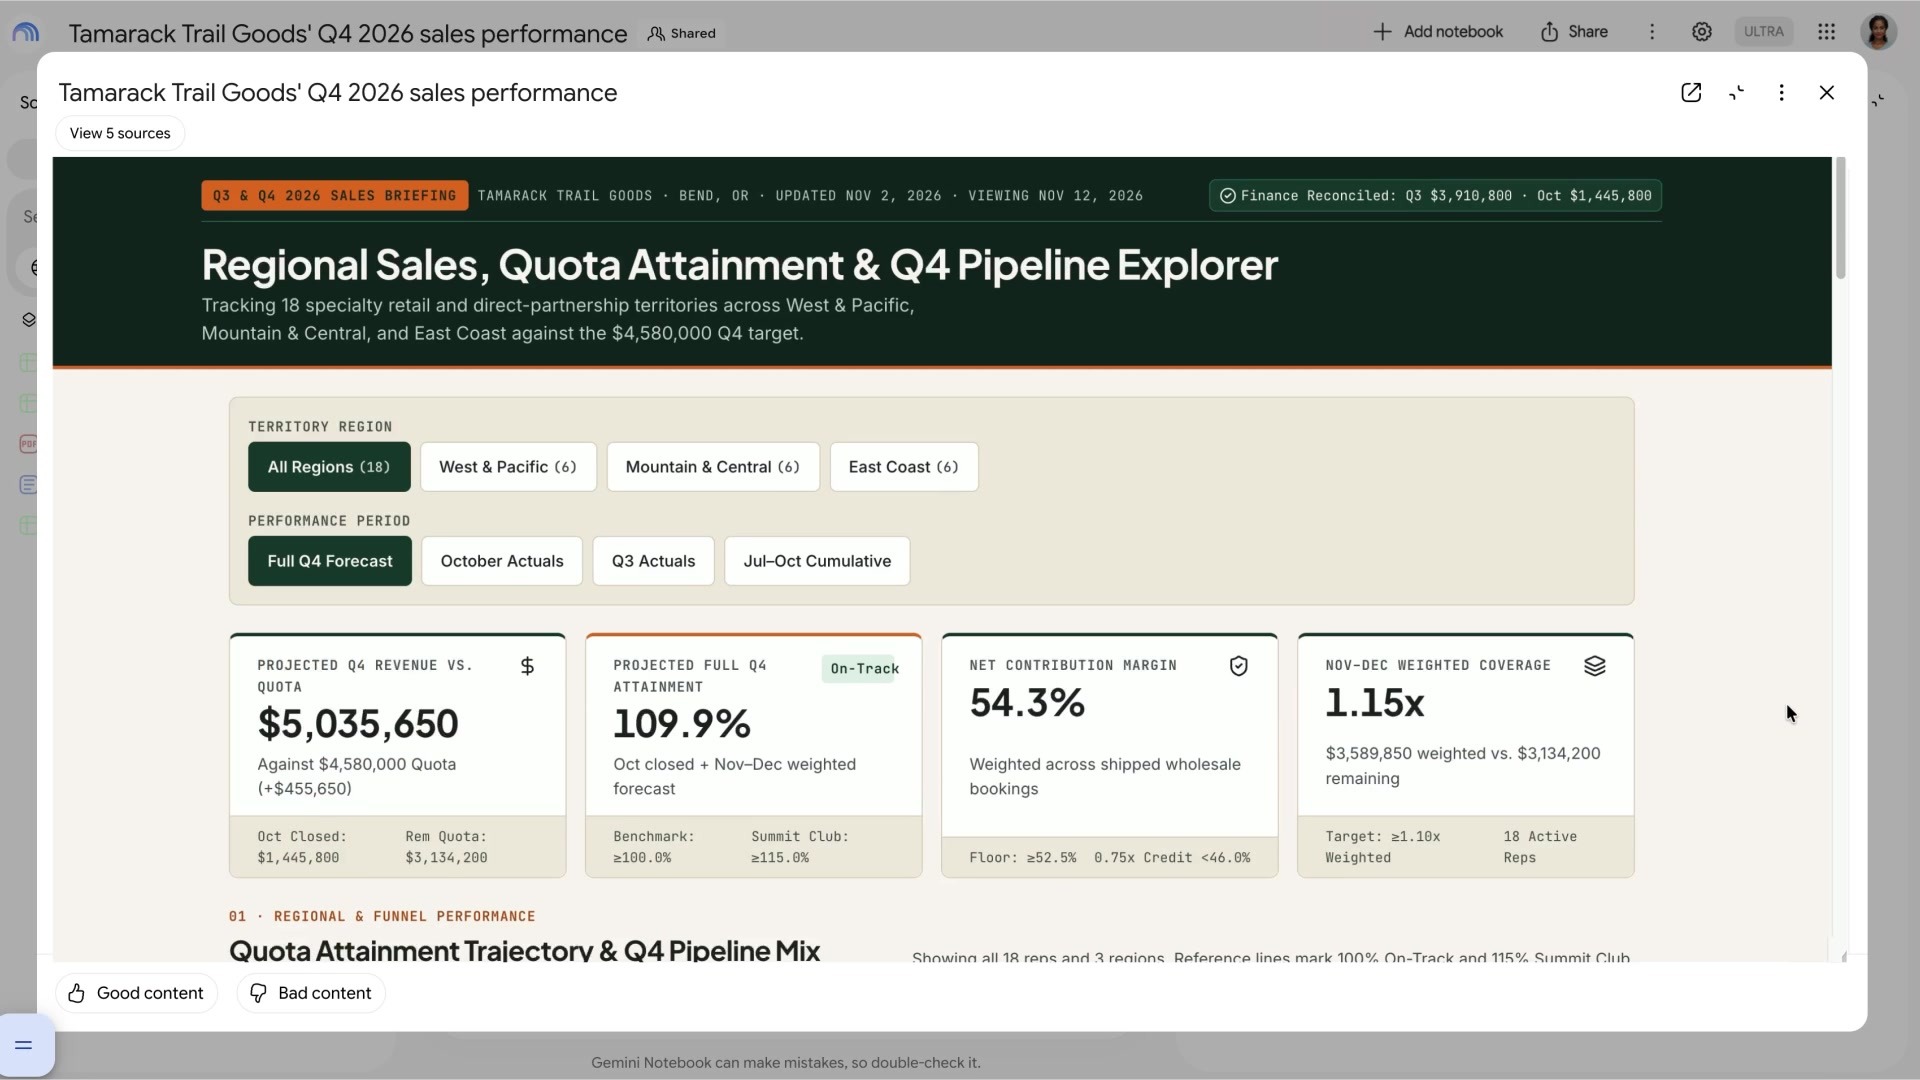 Tamarack Trail Goods' Q4 2026 sales performance
Shared
Add notebook
Share
ULTRA
Tamarack Trail Goods' Q4 2026 sales performance
View 5 sources
Q3 & Q4 2026 SALES BRIEFING
TAMARACK TRAIL GOODS · BEND, OR · UPDATED NOV 2, 2026 · VIEWING NOV 12, 2026
Finance Reconciled: Q3 $3,910,800 · Oct $1,445,800
Regional Sales, Quota Attainment & Q4 Pipeline Explorer
Tracking 18 specialty retail and direct-partnership territories across West & Pacific,
Mountain & Central, and East Coast against the $4,580,000 Q4 target.
TERRITORY REGION
All Regions (18)
West & Pacific (6)
Mountain & Central (6)
East Coast (6)
PERFORMANCE PERIOD
Full Q4 Forecast
October Actuals
Q3 Actuals
Jul–Oct Cumulative
PROJECTED Q4 REVENUE VS.
QUOTA
$5,035,650
Against $4,580,000 Quota
(+$455,650)
Oct Closed:
$1,445,800
Rem Quota:
$3,134,200
PROJECTED FULL Q4
ATTAINMENT
On-Track
109.9%
Oct closed + Nov–Dec weighted
forecast
Benchmark:
≥100.0%
Summit Club:
≥115.0%
NET CONTRIBUTION MARGIN
54.3%
Weighted across shipped wholesale
bookings
Floor: ≥52.5%
0.75x Credit <46.0%
NOV–DEC WEIGHTED COVERAGE
1.15x
$3,589,850 weighted vs. $3,134,200
remaining
Target: ≥1.10x
Weighted
18 Active
Reps
01 · REGIONAL & FUNNEL PERFORMANCE
Quota Attainment Trajectory & Q4 Pipeline Mix
Showing all 18 reps and 3 regions. Reference lines mark 100% On-Track and 115% Summit Club
Good content
Bad content
Gemini Notebook can make mistakes, so double-check it.